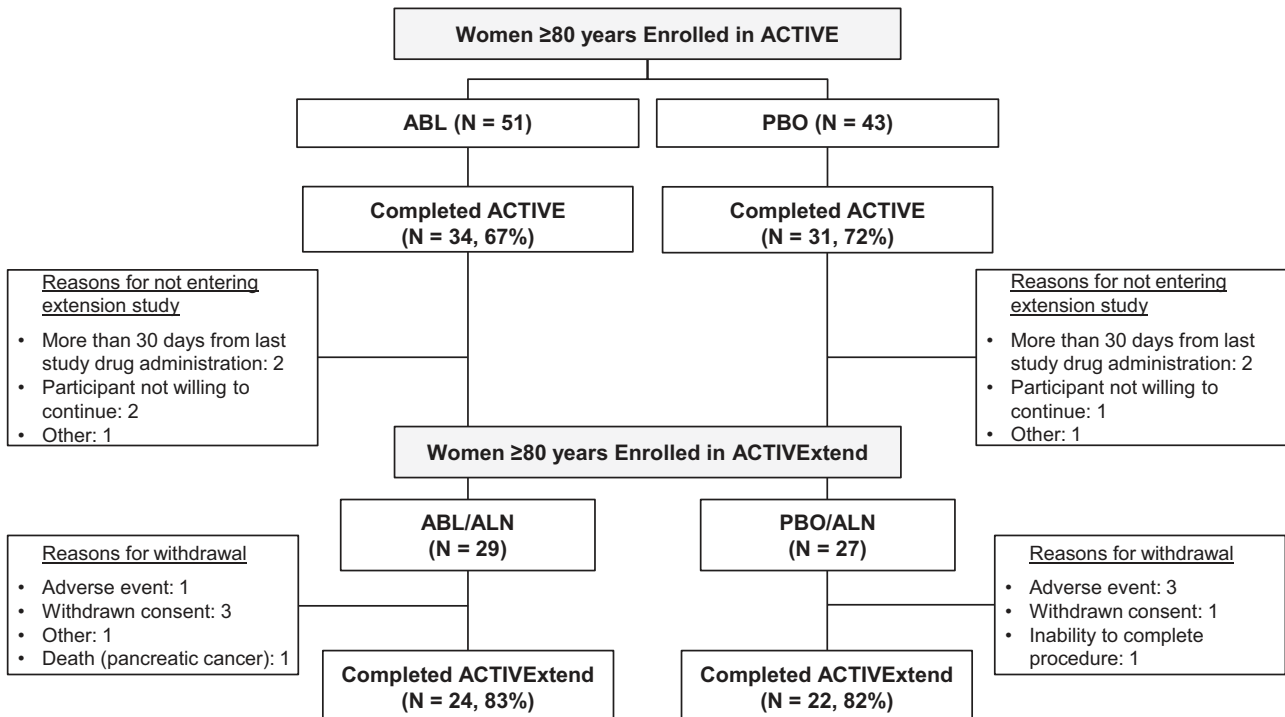 Women ≥80 years Enrolled in ACTIVE
ABL (N = 51)
PBO (N = 43)
Completed ACTIVE
(N = 34, 67%)
Completed ACTIVE
(N = 31, 72%)
Reasons for not entering
extension study
• More than 30 days from last
study drug administration: 2
• Participant not willing to
continue: 2
• Other: 1
Reasons for not entering
extension study
• More than 30 days from last
study drug administration: 2
• Participant not willing to
continue: 1
• Other: 1
Women ≥80 years Enrolled in ACTIVExtend
ABL/ALN
(N = 29)
PBO/ALN
(N = 27)
Reasons for withdrawal
• Adverse event: 1
• Withdrawn consent: 3
• Other: 1
• Death (pancreatic cancer): 1
Reasons for withdrawal
• Adverse event: 3
• Withdrawn consent: 1
• Inability to complete
procedure: 1
Completed ACTIVExtend
(N = 24, 83%)
Completed ACTIVExtend
(N = 22, 82%)